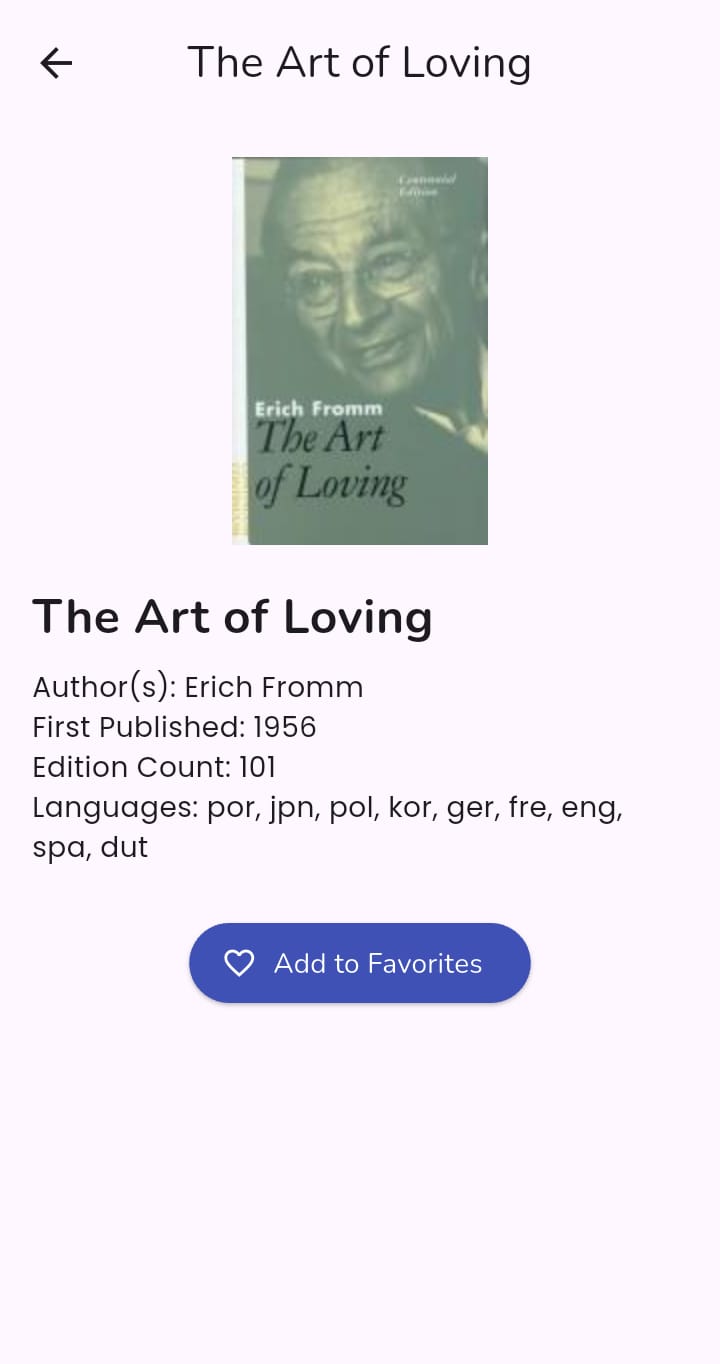 The Art of Loving
Centennial
Edition
Erich Fromm
The Art
of Loving
The Art of Loving
Author(s): Erich Fromm
First Published: 1956
Edition Count: 101
Languages: por, jpn, pol, kor, ger, fre, eng,
spa, dut
Add to Favorites